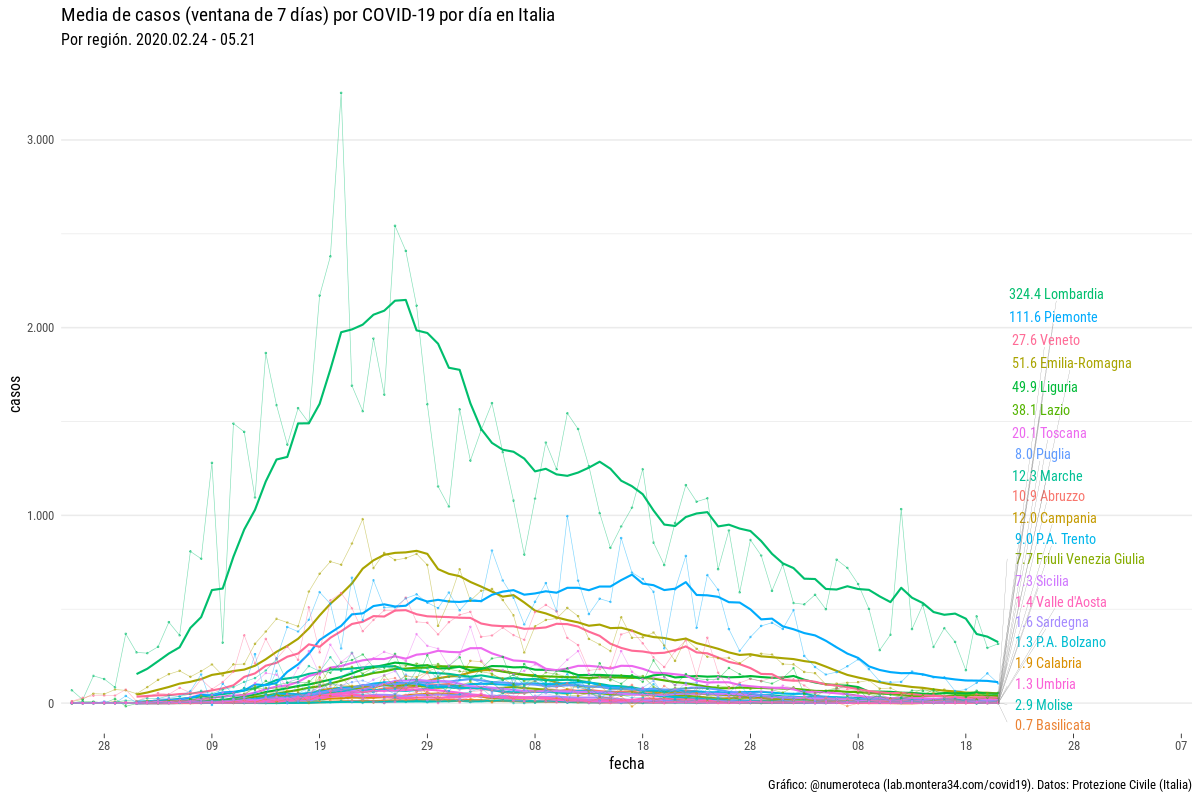 Media de casos (ventana de 7 días) por COVID-19 por día en Italia
Por región. 2020.02.24 - 05.21
casos
3.000
2.000
1.000
0
324.4 Lombardia
111.6 Piemonte
27.6 Veneto
51.6 Emilia-Romagna
49.9 Liguria
38.1 Lazio
20.1 Toscana
8.0 Puglia
12.3 Marche
10.9 Abruzzo
12.0 Campania
9.0 P.A. Trento
7.7 Friuli Venezia Giulia
7.3 Sicilia
1.4 Valle d'Aosta
1.6 Sardegna
1.3 P.A. Bolzano
1.9 Calabria
1.3 Umbria
2.9 Molise
0.7 Basilicata
28 09 19 29 08 18 28 08 18 28 07
fecha
Gráfico: @numeroteca (lab.montera34.com/covid19). Datos: Protezione Civile (Italia)